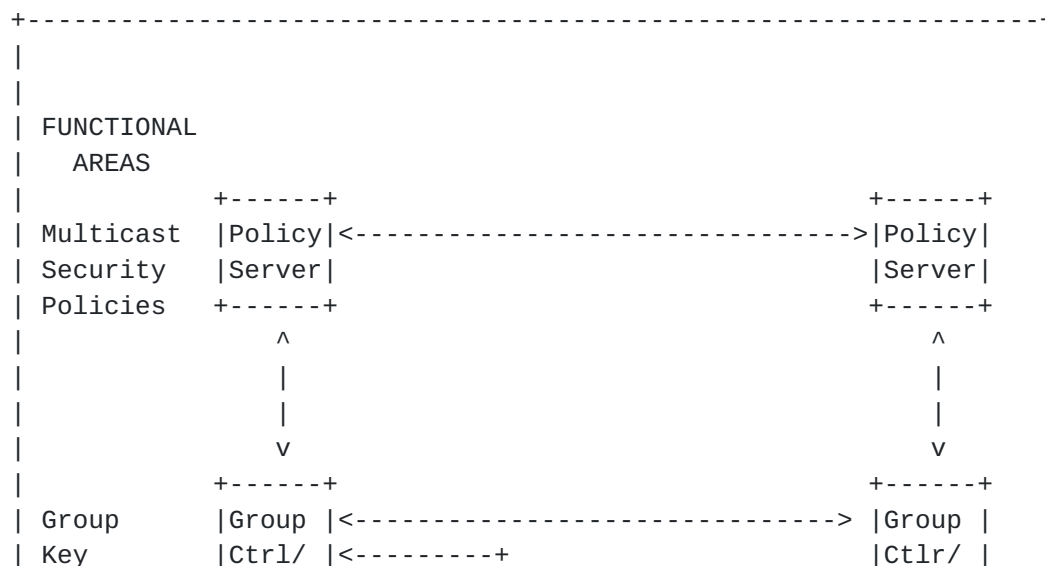 +-----------------------------------------------------------------+
|
|
| FUNCTIONAL
|   AREAS
|            +------+                                  +------+
| Multicast  |Policy|<-------------------------------->|Policy|
| Security   |Server|                                  |Server|
| Policies   +------+                                  +------+
|                ^                                         ^
|                |                                         |
|                |                                         |
|                v                                         v
|            +------+                                  +------+
| Group      |Group |<-------------------------------> |Group |
| Key        |Ctrl/ |<---------+                       |Ctlr/ |